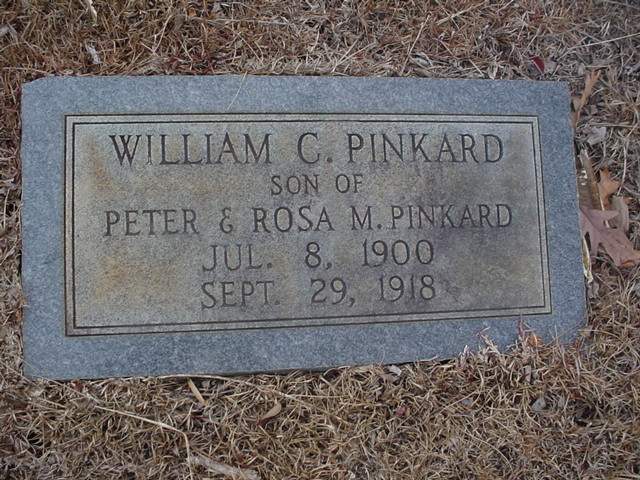 WILLIAM C. PINKARD
SON OF
PETER & ROSA M. PINKARD
JUL. 8, 1900
SEPT. 29, 1918